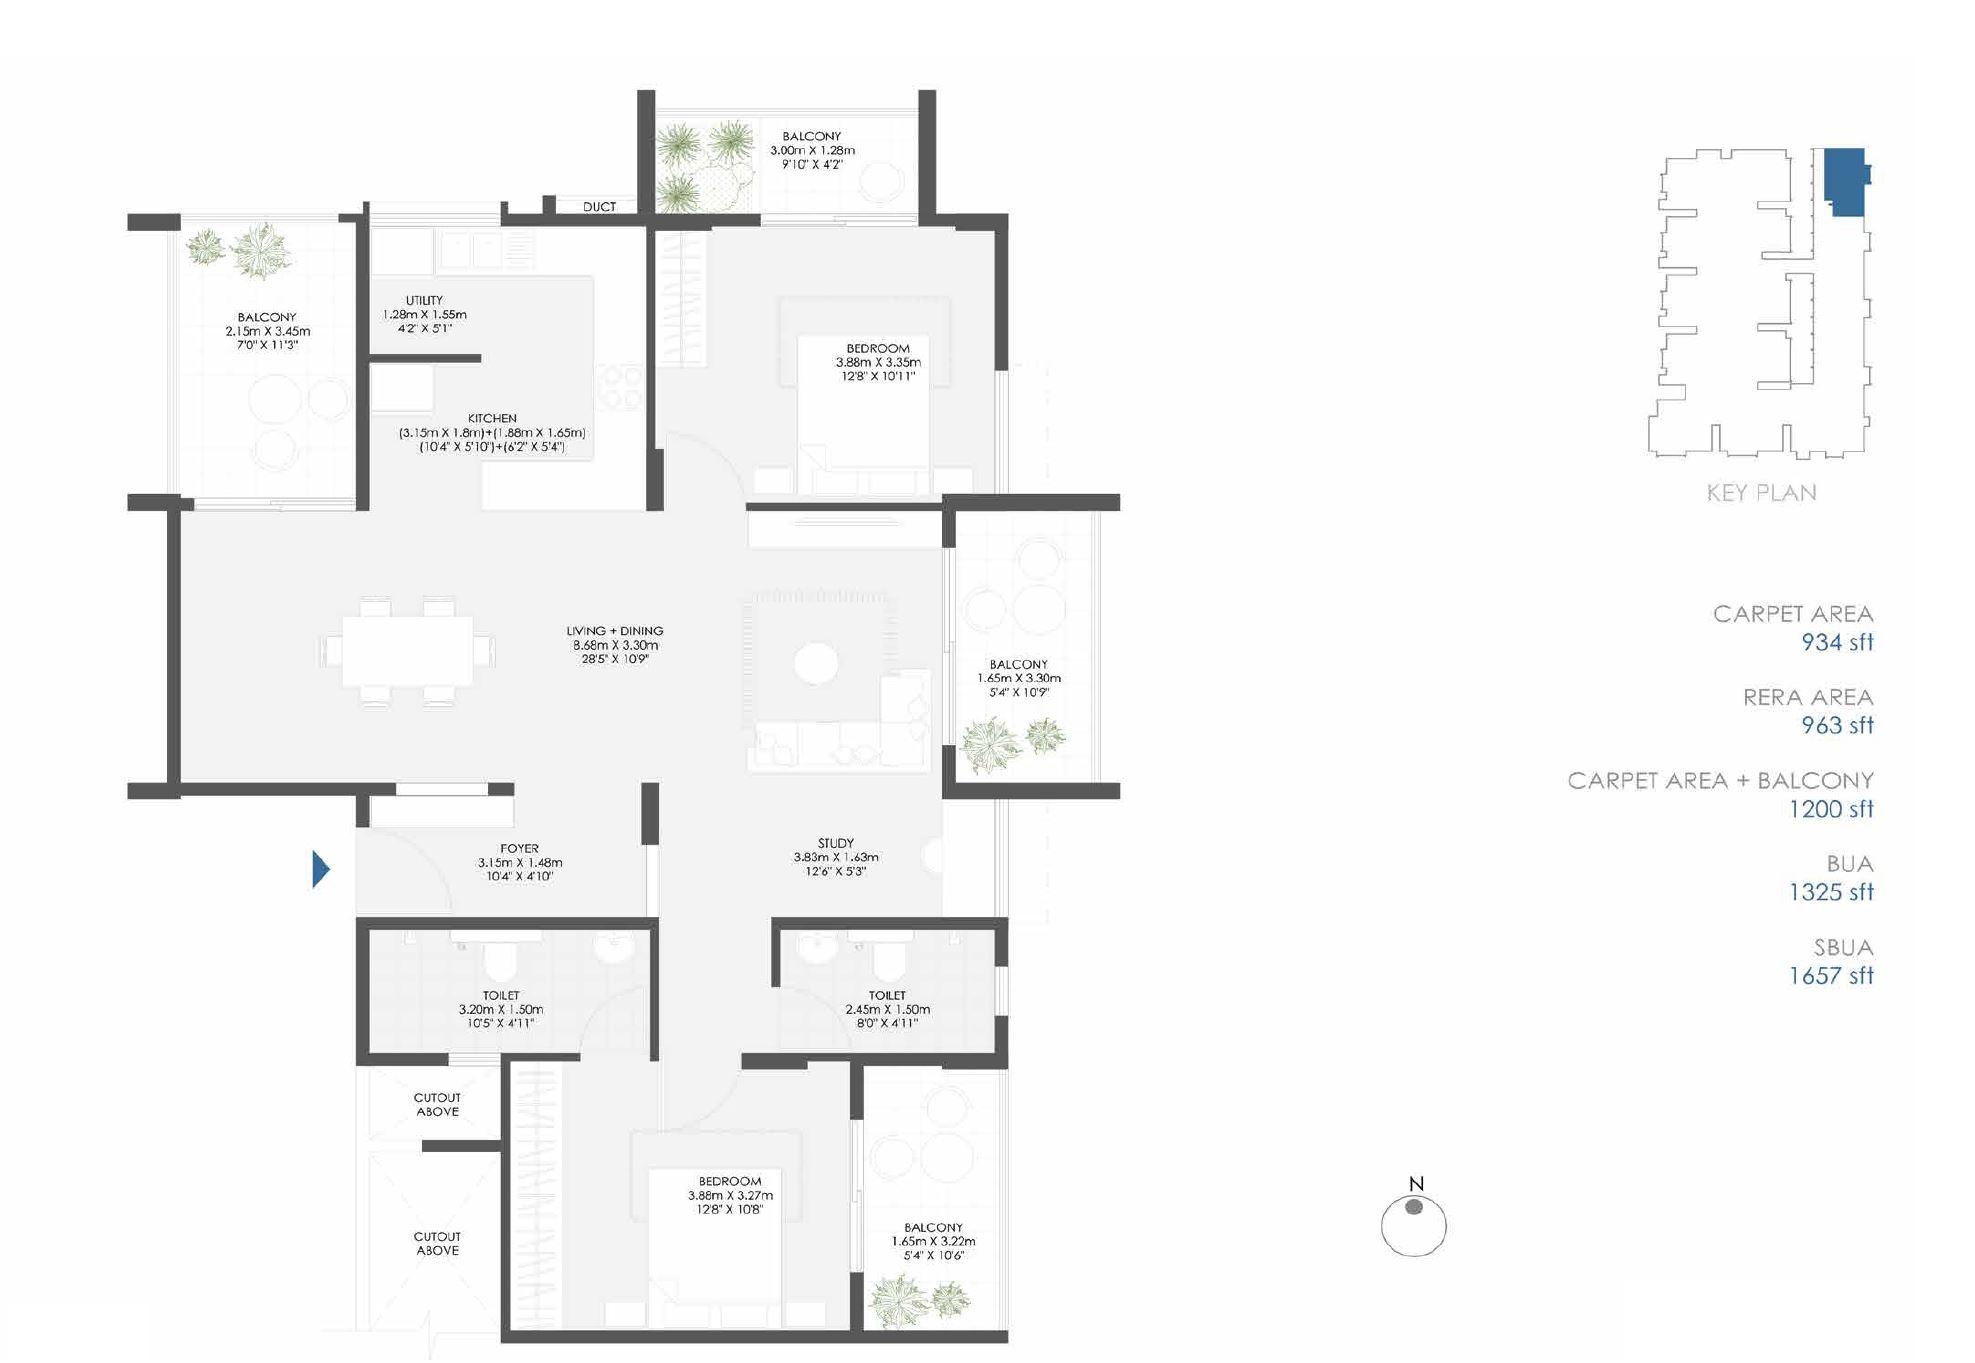 BALCONY
3.00m X 1.28m
9'10" X 4'2"
DUCT
BALCONY
2.15m X 3.45m
7'0" X 11'3"
UTILITY
1.28m X 1.55m
4'2" X 5'1"
BEDROOM
3.88m X 3.35m
12'8" X 10'11"
KITCHEN
(3.15m X 1.8m)+(1.88m X 1.65m)
(10'4" X 5'10")+(6'2" X 5'4")
LIVING + DINING
8.68m X 3.30m
28'5" X 10'9"
BALCONY
1.65m X 3.30m
5'4" X 10'9"
FOYER
3.15m X 1.48m
10'4" X 4'10"
STUDY
3.83m X 1.63m
12'6" X 5'3"
TOILET
3.20m X 1.50m
10'5" X 4'11"
TOILET
2.45m X 1.50m
8'0" X 4'11"
CUTOUT
ABOVE
BEDROOM
3.88m X 3.27m
12'8" X 10'8"
CUTOUT
ABOVE
BALCONY
1.65m X 3.22m
5'4" X 10'6"
KEY PLAN
CARPET AREA
934 sft
RERA AREA
963 sft
CARPET AREA + BALCONY
1200 sft
BUA
1325 sft
SBUA
1657 sft
N